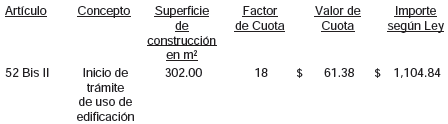 Artículo Concepto Superficie de construcción en m² Factor de Cuota Valor de Cuota Importe según Ley
52 Bis II Inicio de trámite de uso de edificación 302.00 18 $ 61.38 $ 1,104.84